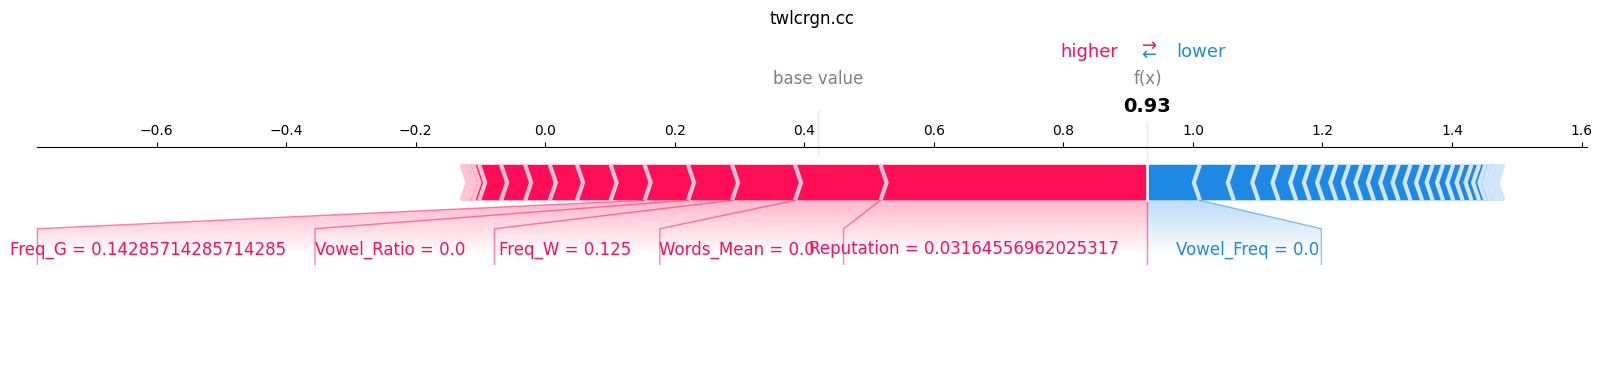 twlcrgn.cc
higher → ← lower
base value f(x)
0.93
−0.6 −0.4 −0.2 0.0 0.2 0.4 0.6 0.8 1.0 1.2 1.4 1.6
Freq_G = 0.14285714285714285 Vowel_Ratio = 0.0 Freq_W = 0.125 Words_Mean = 0.0 Reputation = 0.03164556962025317 Vowel_Freq = 0.0